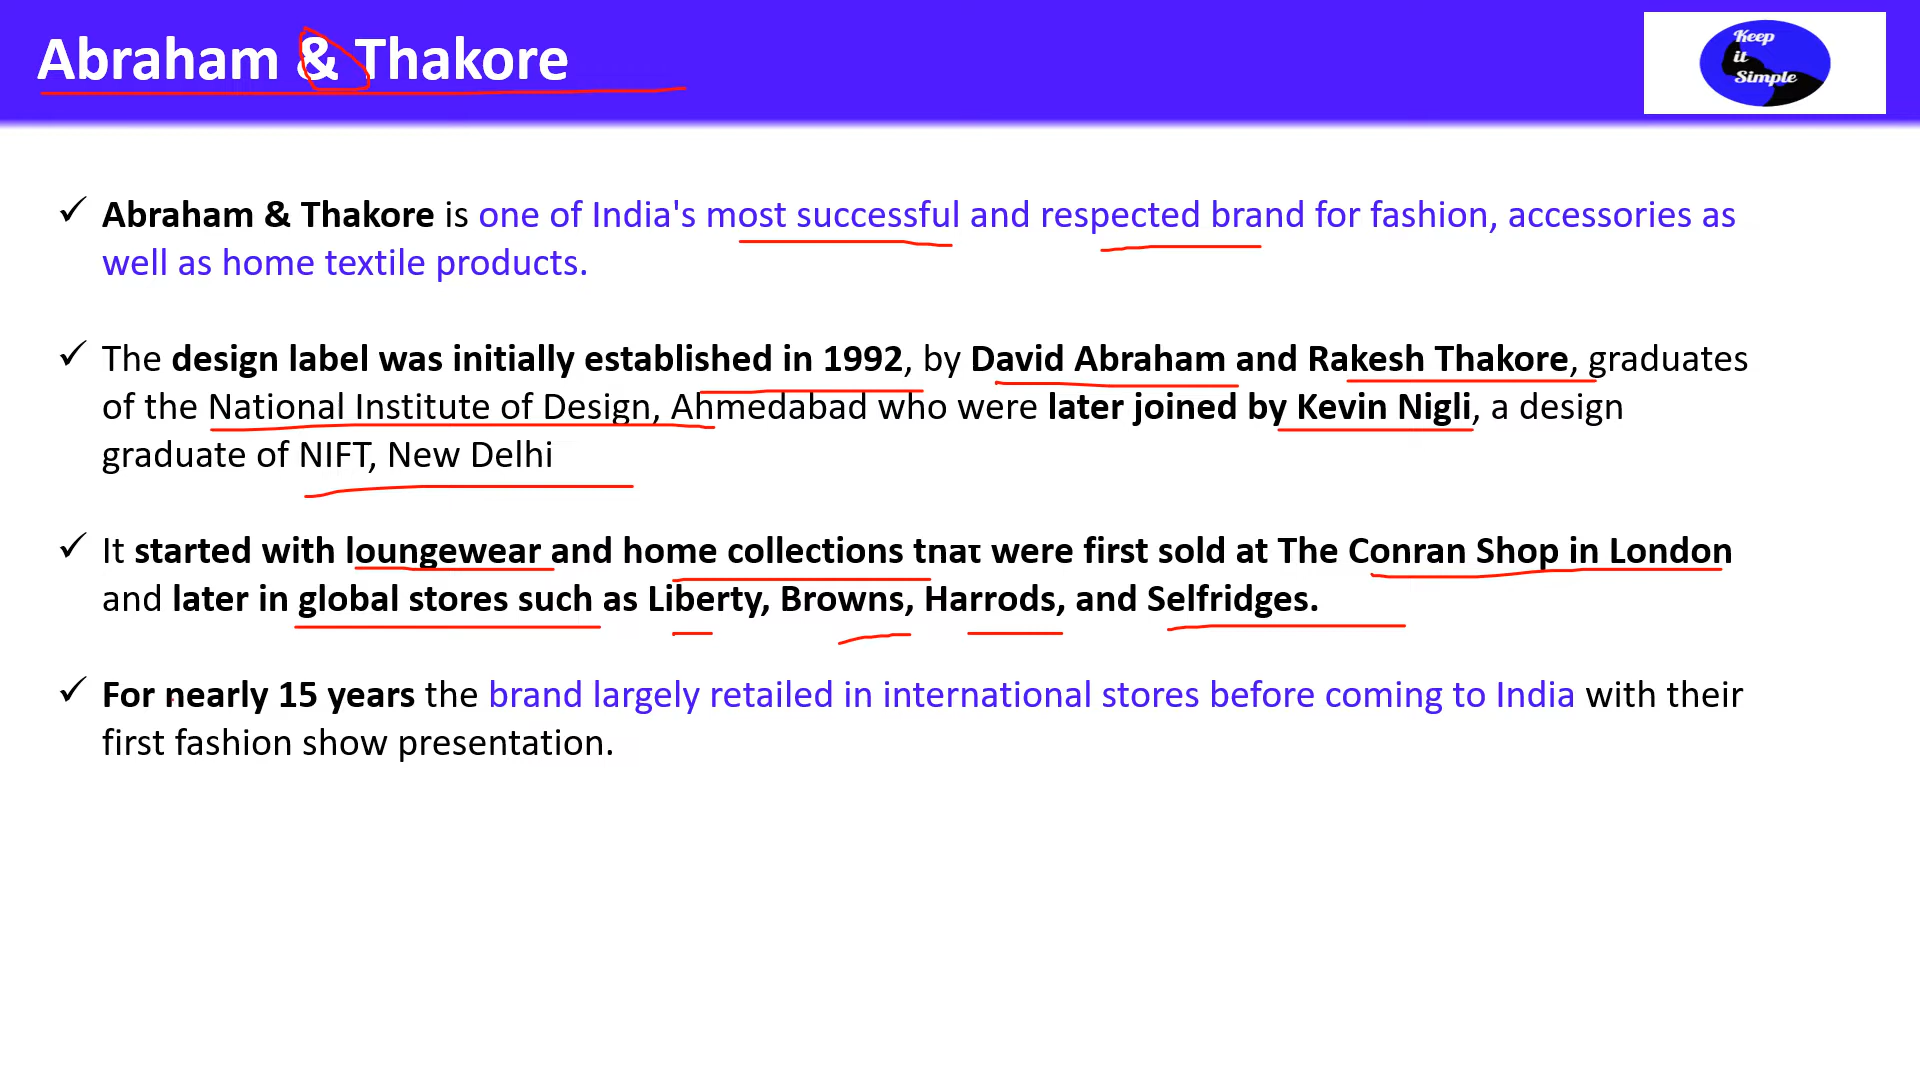 Abraham & Thakore
Keep
it
Simple
✓ Abraham & Thakore is one of India's most successful and respected brand for fashion, accessories as
well as home textile products.
✓ The design label was initially established in 1992, by David Abraham and Rakesh Thakore, graduates
of the National Institute of Design, Ahmedabad who were later joined by Kevin Nigli, a design
graduate of NIFT, New Delhi
✓ It started with loungewear and home collections that were first sold at The Conran Shop in London
and later in global stores such as Liberty, Browns, Harrods, and Selfridges.
✓ For nearly 15 years the brand largely retailed in international stores before coming to India with their
first fashion show presentation.